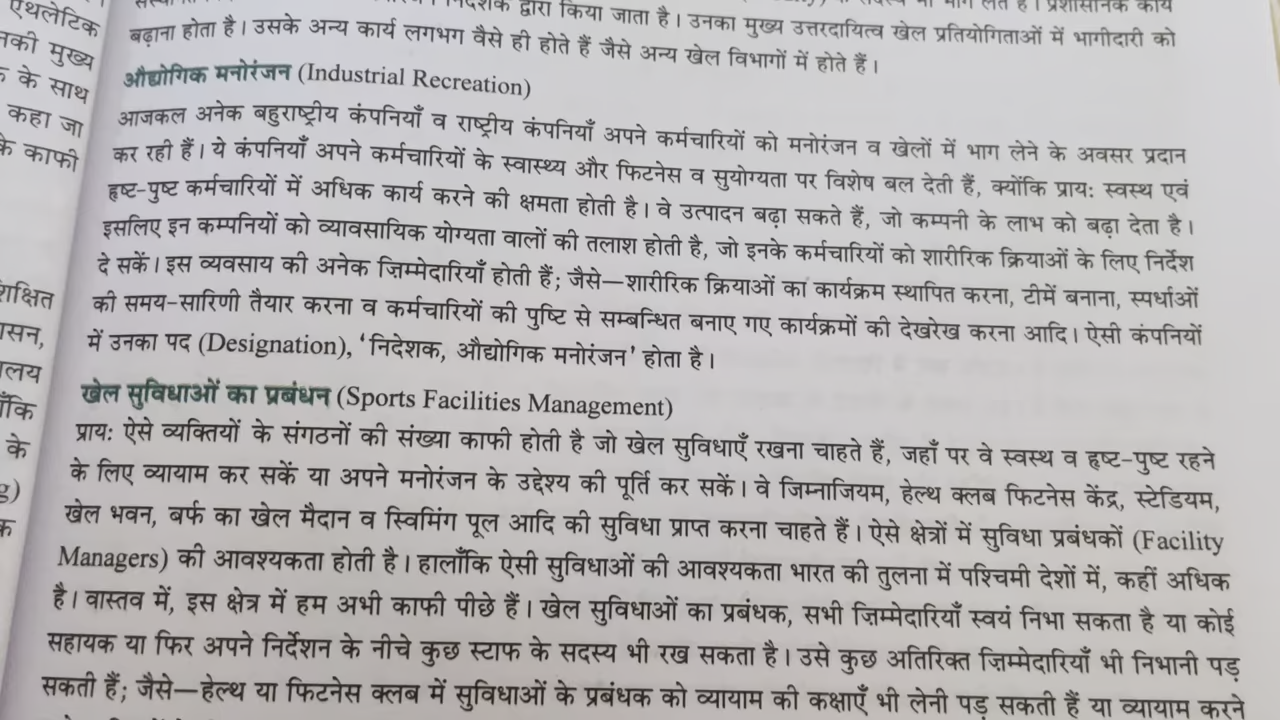 एथलेटिक
नकी मुख्य
के साथ
कहा जा
के काफी
शिक्षित
के
द्वारा किया जाता है। उनका मुख्य उत्तरदायित्व खेल प्रतियोगिताओं में भागीदारी को
बढ़ाना होता है। उसके अन्य कार्य लगभग वैसे ही होते हैं जैसे अन्य खेल विभागों में होते हैं।
औद्योगिक मनोरंजन (Industrial Recreation)
आजकल अनेक बहुराष्ट्रीय कंपनियाँ व राष्ट्रीय कंपनियाँ अपने कर्मचारियों को मनोरंजन व खेलों में भाग लेने के अवसर प्रदान
कर रही हैं। ये कंपनियाँ अपने कर्मचारियों के स्वास्थ्य और फिटनेस व सुयोग्यता पर विशेष बल देती हैं, क्योंकि प्रायः स्वस्थ एवं
हृष्ट-पुष्ट कर्मचारियों में अधिक कार्य करने की क्षमता होती है। वे उत्पादन बढ़ा सकते हैं, जो कम्पनी के लाभ को बढ़ा देता है।
इसलिए इन कम्पनियों को व्यावसायिक योग्यता वालों की तलाश होती है, जो इनके कर्मचारियों को शारीरिक क्रियाओं के लिए निर्देश
दे सकें। इस व्यवसाय की अनेक ज़िम्मेदारियाँ होती हैं; जैसे—शारीरिक क्रियाओं का कार्यक्रम स्थापित करना, टीमें बनाना, स्पर्धाओं
की समय-सारिणी तैयार करना व कर्मचारियों की पुष्टि से सम्बन्धित बनाए गए कार्यक्रमों की देखरेख करना आदि। ऐसी कंपनियों
में उनका पद (Designation), ‘निदेशक, औद्योगिक मनोरंजन’ होता है।
खेल सुविधाओं का प्रबंधन (Sports Facilities Management)
प्रायः ऐसे व्यक्तियों के संगठनों की संख्या काफी होती है जो खेल सुविधाएँ रखना चाहते हैं, जहाँ पर वे स्वस्थ व हृष्ट-पुष्ट रहने
के लिए व्यायाम कर सकें या अपने मनोरंजन के उद्देश्य की पूर्ति कर सकें। वे जिम्नाजियम, हेल्थ क्लब फिटनेस केंद्र, स्टेडियम,
खेल भवन, बर्फ का खेल मैदान व स्विमिंग पूल आदि की सुविधा प्राप्त करना चाहते हैं। ऐसे क्षेत्रों में सुविधा प्रबंधकों (Facility
Managers) की आवश्यकता होती है। हालाँकि ऐसी सुविधाओं की आवश्यकता भारत की तुलना में पश्चिमी देशों में, कहीं अधिक
है। वास्तव में, इस क्षेत्र में हम अभी काफी पीछे हैं। खेल सुविधाओं का प्रबंधक, सभी ज़िम्मेदारियाँ स्वयं निभा सकता है या कोई
सहायक या फिर अपने निर्देशन के नीचे कुछ स्टाफ के सदस्य भी रख सकता है। उसे कुछ अतिरिक्त ज़िम्मेदारियाँ भी निभानी पड़
सकती हैं; जैसे—हेल्थ या फिटनेस क्लब में सुविधाओं के प्रबंधक को व्यायाम की कक्षाएँ भी लेनी पड़ सकती हैं या व्यायाम करने